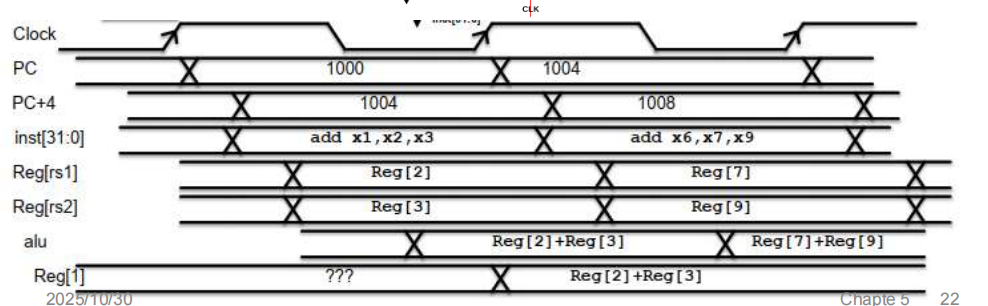 CLK
Clock
PC 1000 1004
PC+4 1004 1008
inst[31:0] add x1,x2,x3 add x6,x7,x9
Reg[rs1] Reg[2] Reg[7]
Reg[rs2] Reg[3] Reg[9]
alu Reg[2]+Reg[3] Reg[7]+Reg[9]
Reg[1] ??? Reg[2]+Reg[3]
2025/10/30 Chapte 5 22